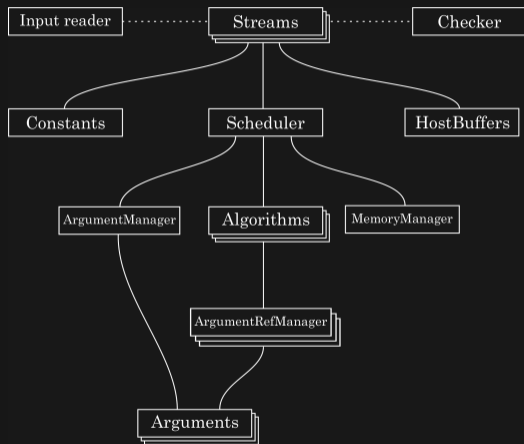 Input reader
Streams
Checker
Constants
Scheduler
HostBuffers
ArgumentManager
Algorithms
MemoryManager
ArgumentRefManager
Arguments